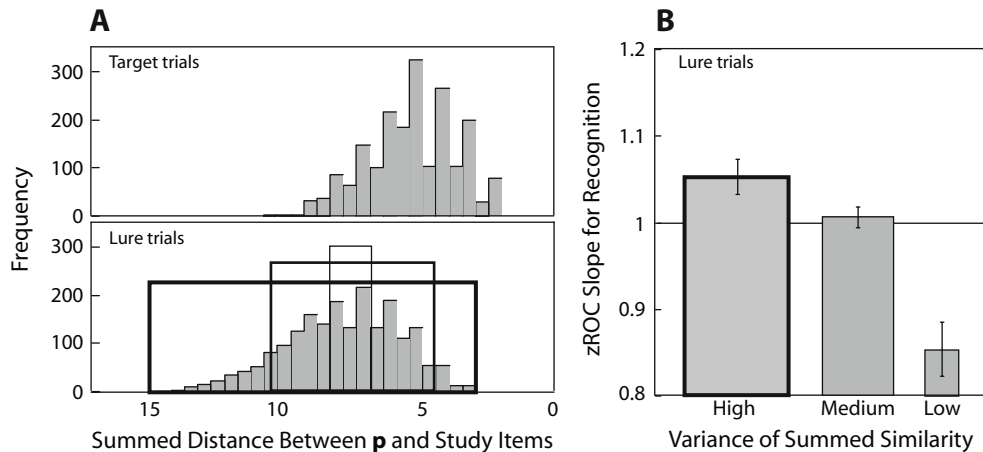 A
Target trials
300
200
100
0
Lure trials
300
200
100
0
Frequency
15
10
5
0
Summed Distance Between p and Study Items
B
Lure trials
1.2
1.1
1
0.9
0.8
zROC Slope for Recognition
High
Medium
Low
Variance of Summed Similarity